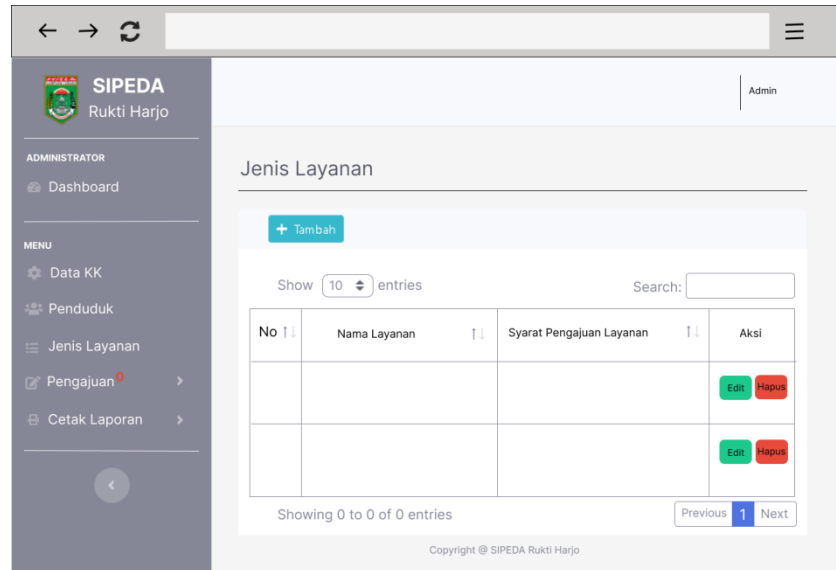 SIPEDA
Rukti Harjo
Admin
ADMINISTRATOR
Dashboard
MENU
Data KK
Penduduk
Jenis Layanan
Pengajuan 0
Cetak Laporan
Jenis Layanan
Tambah
Show 10 entries
Search:
No Nama Layanan Syarat Pengajuan Layanan Aksi
Edit Hapus
Edit Hapus
Showing 0 to 0 of 0 entries
Previous 1 Next
Copyright @ SIPEDA Rukti Harjo